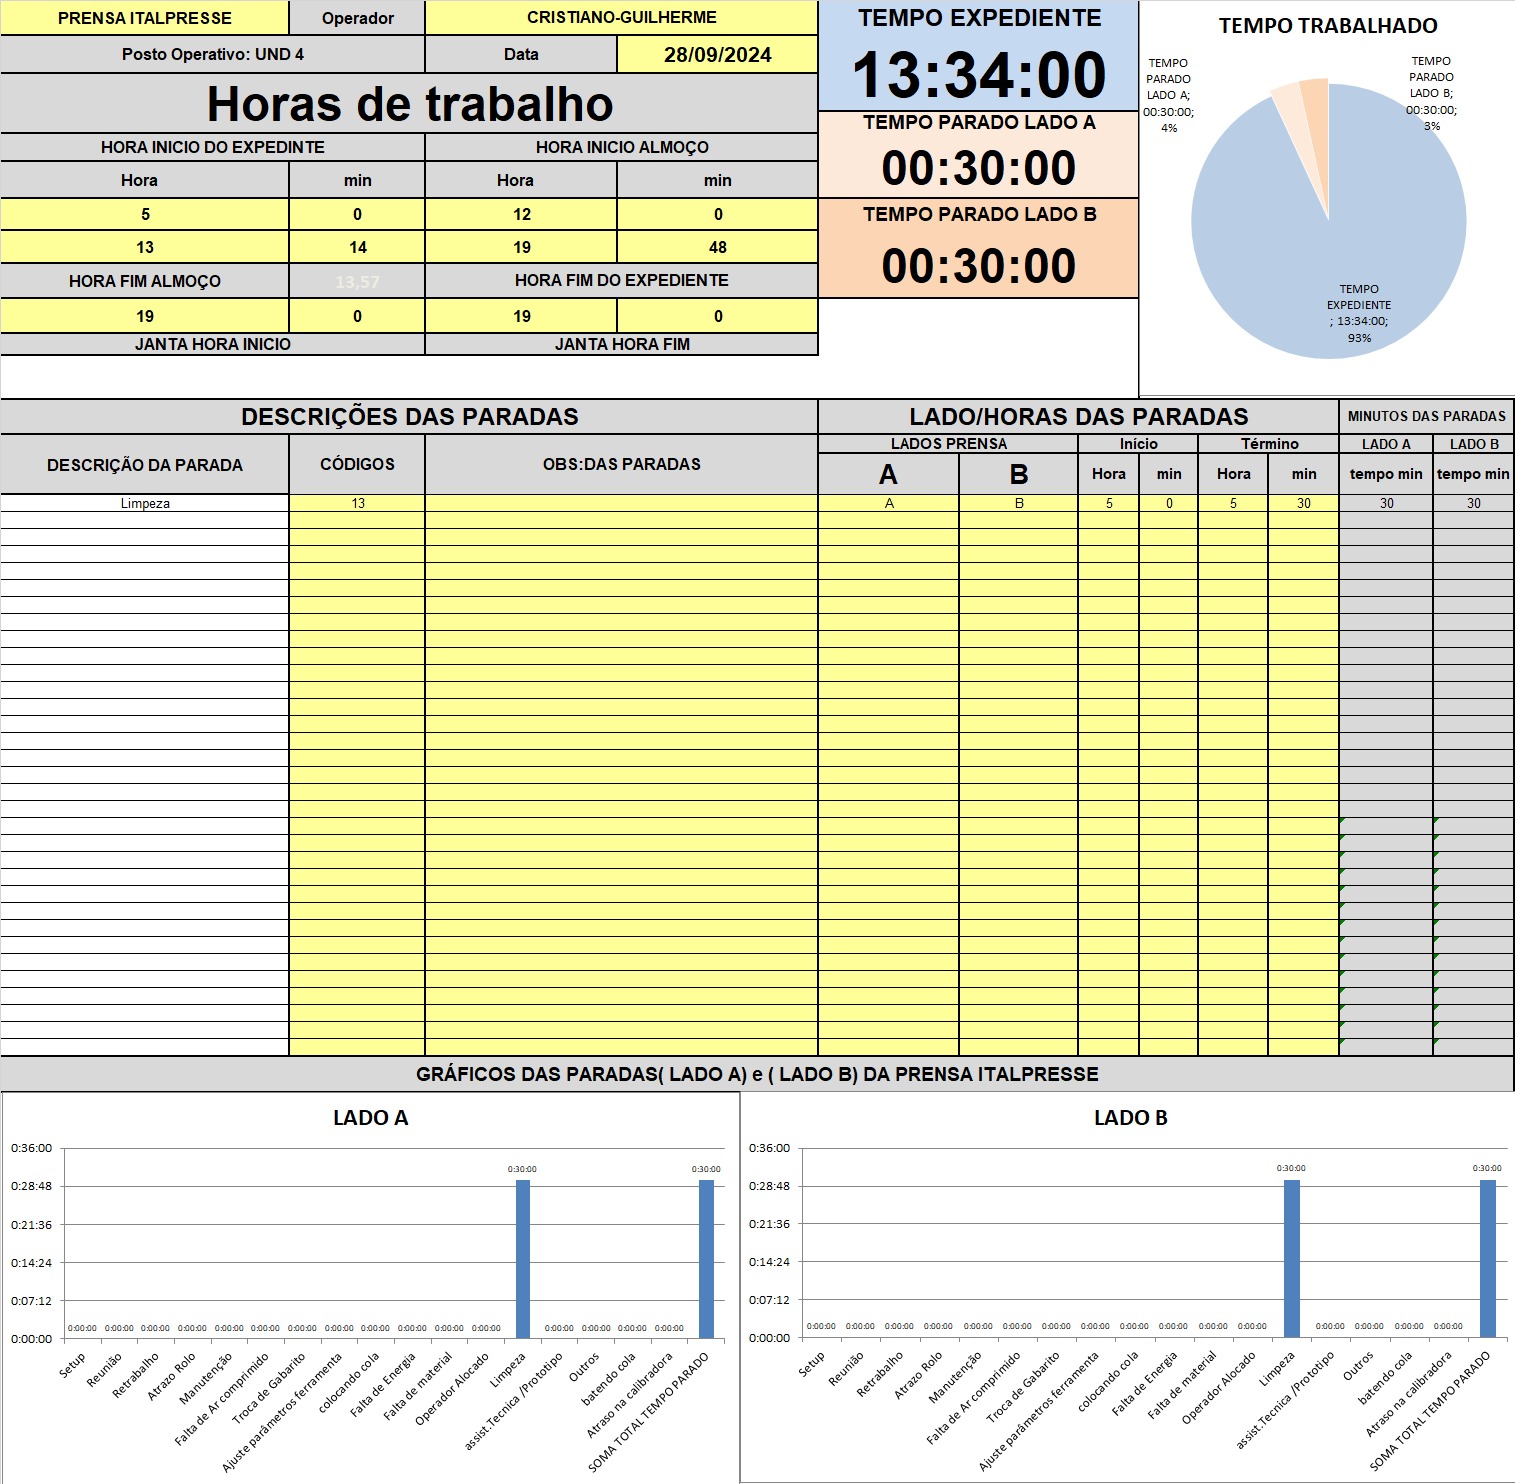 PRENSA ITALPRESSE Operador CRISTIANO-GUILHERME
Posto Operativo: UND 4 Data 28/09/2024
Horas de trabalho
HORA INICIO DO EXPEDINTE HORA INICIO ALMOÇO
Hora min Hora min
5 0 12 0
13 14 19 48
HORA FIM ALMOÇO 13,57 HORA FIM DO EXPEDIENTE
19 0 19 0
JANTA HORA INICIO JANTA HORA FIM
TEMPO EXPEDIENTE
13:34:00
TEMPO PARADO LADO A
00:30:00
TEMPO PARADO LADO B
00:30:00
TEMPO TRABALHADO
TEMPO
PARADO
LADO A;
00:30:00;
4%
TEMPO
PARADO
LADO B;
00:30:00;
3%
TEMPO
EXPEDIENTE
; 13:34:00;
93%
DESCRIÇÕES DAS PARADAS LADO/HORAS DAS PARADAS MINUTOS DAS PARADAS
LADOS PRENSA Início Término LADO A LADO B
DESCRIÇÃO DA PARADA CÓDIGOS OBS:DAS PARADAS A B Hora min Hora min tempo min tempo min
Limpeza 13 A B 5 0 5 30 30 30
GRÁFICOS DAS PARADAS( LADO A) e ( LADO B) DA PRENSA ITALPRESSE
LADO A
0:36:00
0:28:48
0:21:36
0:14:24
0:07:12
0:00:00
0:00:00 0:00:00 0:00:00 0:00:00 0:00:00 0:00:00 0:00:00 0:00:00 0:00:00 0:00:00 0:00:00 0:00:00 0:30:00 0:00:00 0:00:00 0:00:00 0:00:00 0:30:00
Setup
Reunião
Retrabalho
Atrazo Rolo
Manutenção
Falta de Ar comprimido
Troca de Gabarito
Ajuste parâmetros ferramenta
colocando cola
Falta de Energia
Falta de material
Operador Alocado
Limpeza
assist.Tecnica /Prototipo
Outros
batendo cola
Atraso na calibradora
SOMA TOTAL TEMPO PARADO
LADO B
0:36:00
0:28:48
0:21:36
0:14:24
0:07:12
0:00:00
0:00:00 0:00:00 0:00:00 0:00:00 0:00:00 0:00:00 0:00:00 0:00:00 0:00:00 0:00:00 0:00:00 0:00:00 0:30:00 0:00:00 0:00:00 0:00:00 0:00:00 0:30:00
Setup
Reunião
Retrabalho
Atrazo Rolo
Manutenção
Falta de Ar comprimido
Troca de Gabarito
Ajuste parâmetros ferramenta
colocando cola
Falta de Energia
Falta de material
Operador Alocado
Limpeza
assist.Tecnica /Prototipo
Outros
batendo cola
Atraso na calibradora
SOMA TOTAL TEMPO PARADO